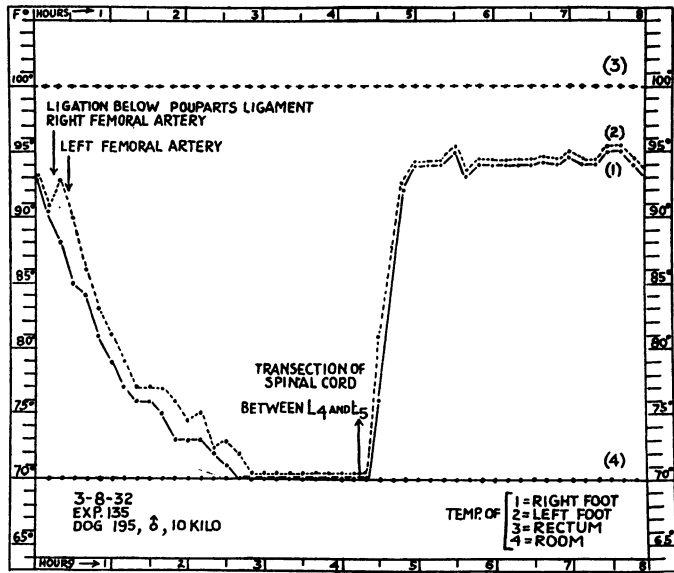 F° HOURS → 1 2 3 4 5 6 7 8
100° 100°
(3)
LIGATION BELOW POUPARTS LIGAMENT
RIGHT FEMORAL ARTERY
LEFT FEMORAL ARTERY
95° 95°
(2)
(1)
90° 90°
85° 85°
80° 80°
TRANSECTION OF
SPINAL CORD
BETWEEN L4 AND L5
75° 75°
(4)
70° 70°
3-8-32
EXP. 135
DOG 195, ♂, 10 KILO
TEMP. OF
1 = RIGHT FOOT
2 = LEFT FOOT
3 = RECTUM
4 = ROOM
65° 65°
HOURS → 1 2 3 4 5 6 7 8